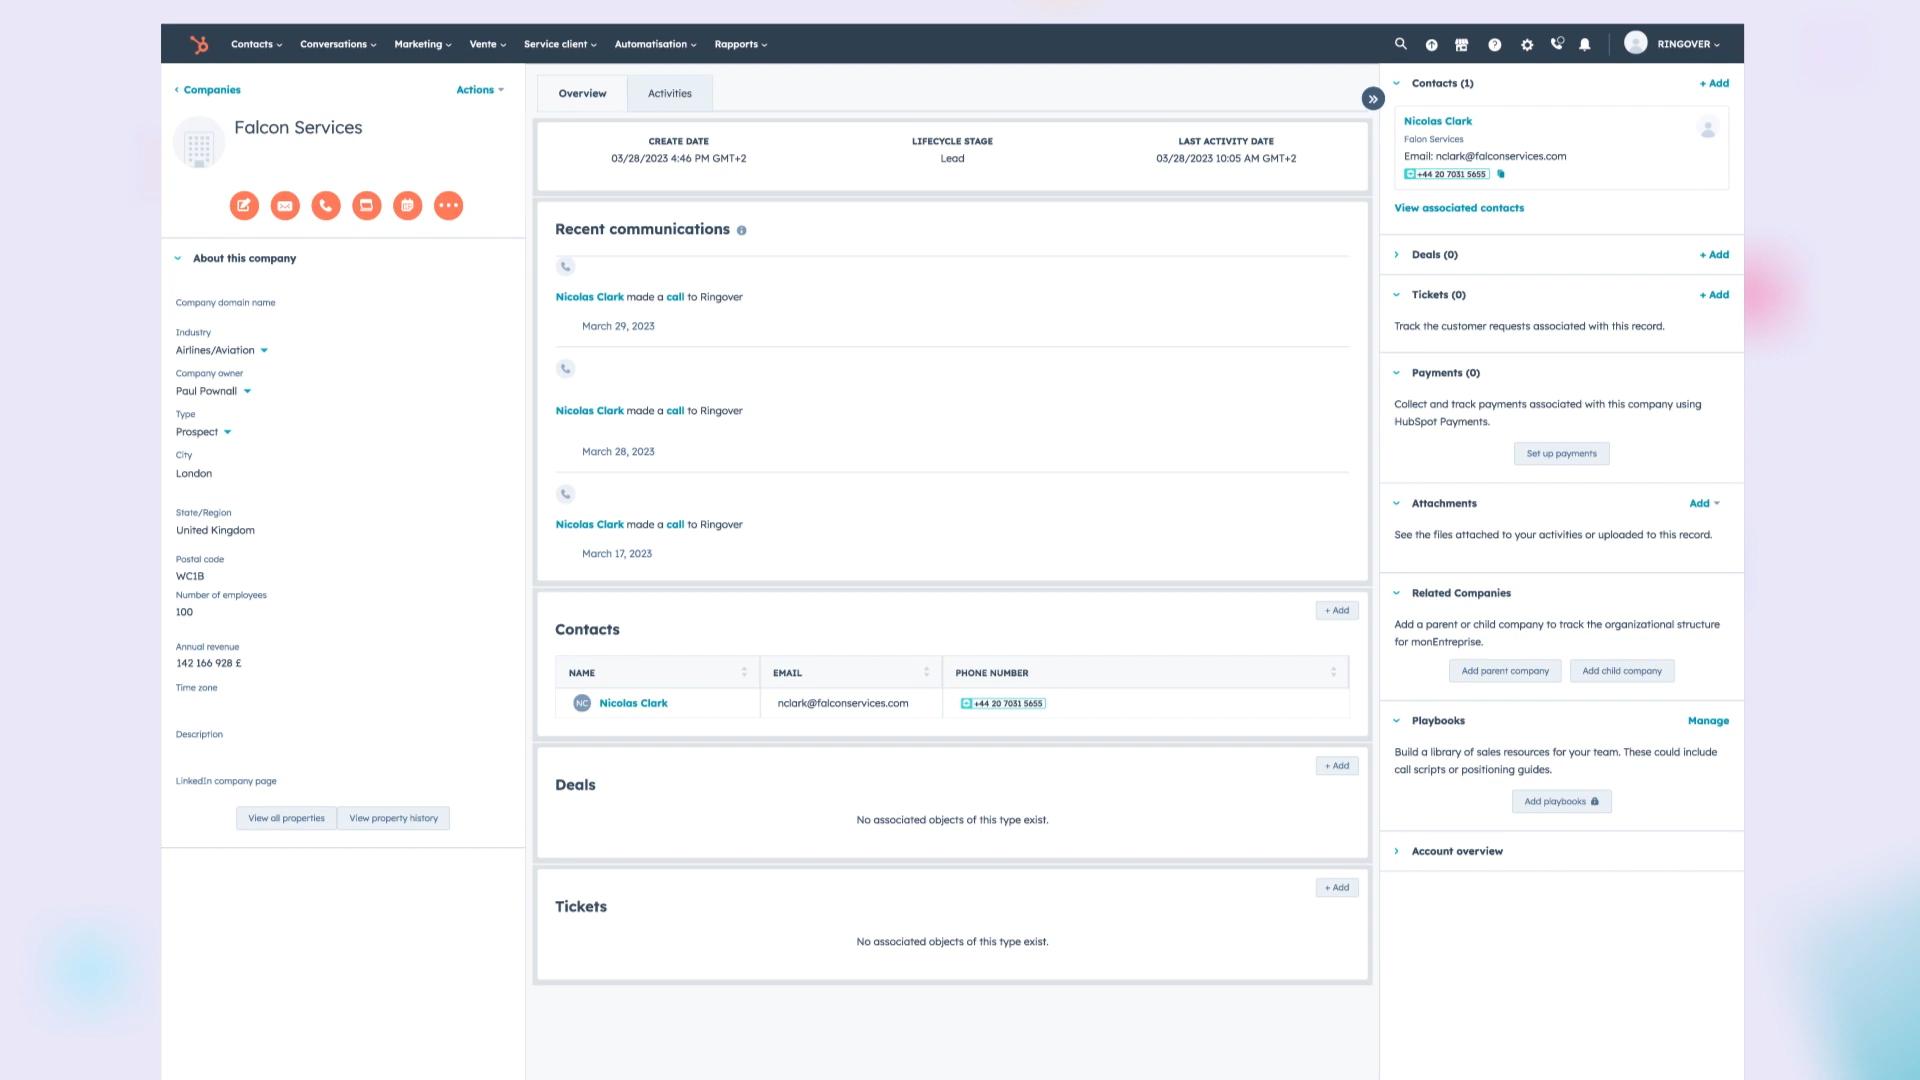 Contacts
Conversations
Marketing
Vente
Service client
Automatisation
Rapports
RINGOVER
Companies
Actions
Falcon Services
About this company
Company domain name
Industry
Airlines/Aviation
Company owner
Paul Pownall
Type
Prospect
City
London
State/Region
United Kingdom
Postal code
WC1B
Number of employees
100
Annual revenue
142 166 928 £
Time zone
Description
LinkedIn company page
View all properties
View property history
Overview
Activities
CREATE DATE
03/28/2023 4:46 PM GMT+2
LIFECYCLE STAGE
Lead
LAST ACTIVITY DATE
03/28/2023 10:05 AM GMT+2
Recent communications
Nicolas Clark made a call to Ringover
March 29, 2023
Nicolas Clark made a call to Ringover
March 28, 2023
Nicolas Clark made a call to Ringover
March 17, 2023
+ Add
Contacts
NAME
EMAIL
PHONE NUMBER
NC
Nicolas Clark
nclark@falconservices.com
+44 20 7031 5655
+ Add
Deals
No associated objects of this type exist.
+ Add
Tickets
No associated objects of this type exist.
Contacts (1)
+ Add
Nicolas Clark
Falon Services
Email: nclark@falconservices.com
+44 20 7031 5655
View associated contacts
Deals (0)
+ Add
Tickets (0)
+ Add
Track the customer requests associated with this record.
Payments (0)
Collect and track payments associated with this company using
HubSpot Payments.
Set up payments
Attachments
Add
See the files attached to your activities or uploaded to this record.
Related Companies
Add a parent or child company to track the organizational structure
for monEntreprise.
Add parent company
Add child company
Playbooks
Manage
Build a library of sales resources for your team. These could include
call scripts or positioning guides.
Add playbooks
Account overview